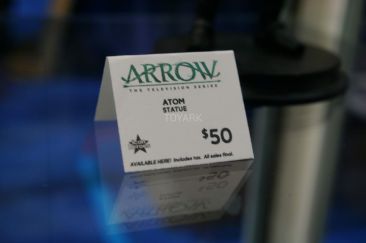 ARROW
THE TELEVISION SERIES
ATOM
STATUE
TOYARK
$50
AVAILABLE HERE! Includes tax. All sales final.